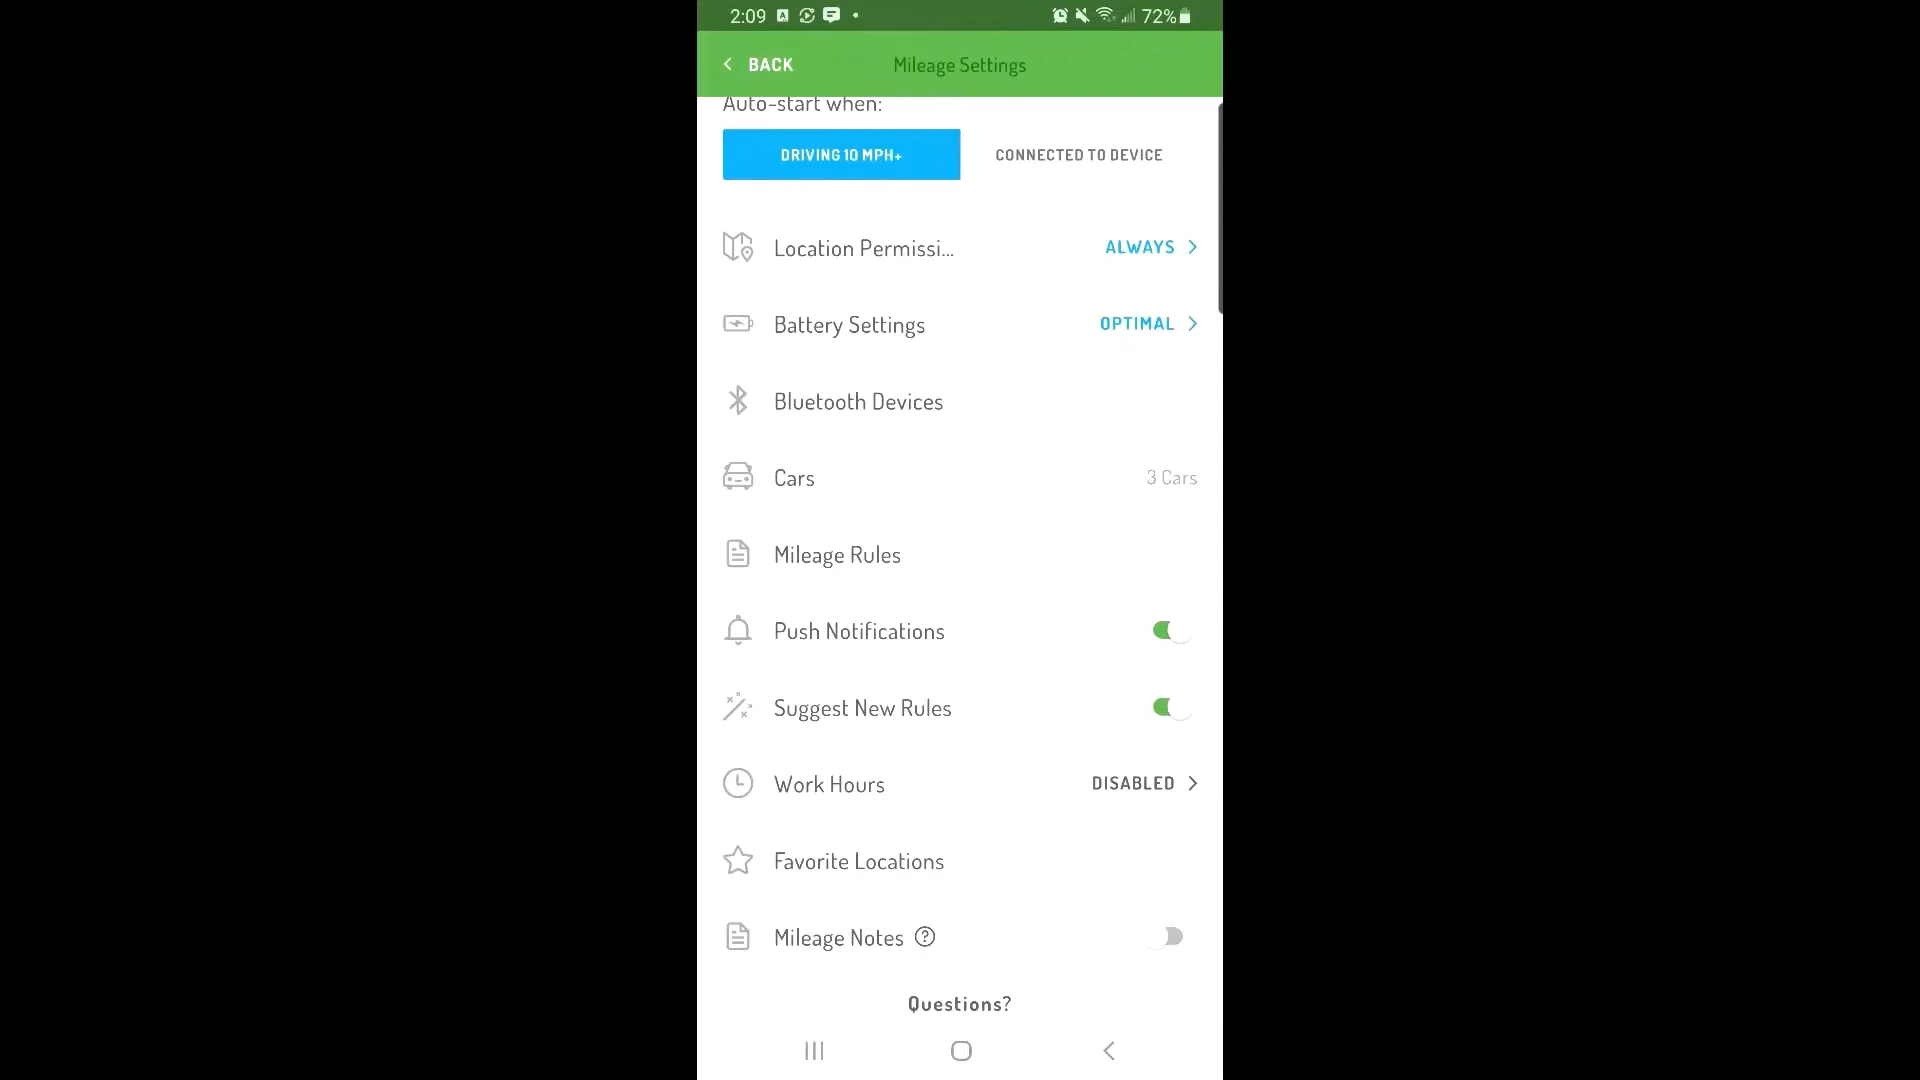 2:09
72%
BACK
Mileage Settings
Auto-start when:
DRIVING 10 MPH+
CONNECTED TO DEVICE
Location Permissi...
ALWAYS
Battery Settings
OPTIMAL
Bluetooth Devices
Cars
3 Cars
Mileage Rules
Push Notifications
Suggest New Rules
Work Hours
DISABLED
Favorite Locations
Mileage Notes ?
Questions?